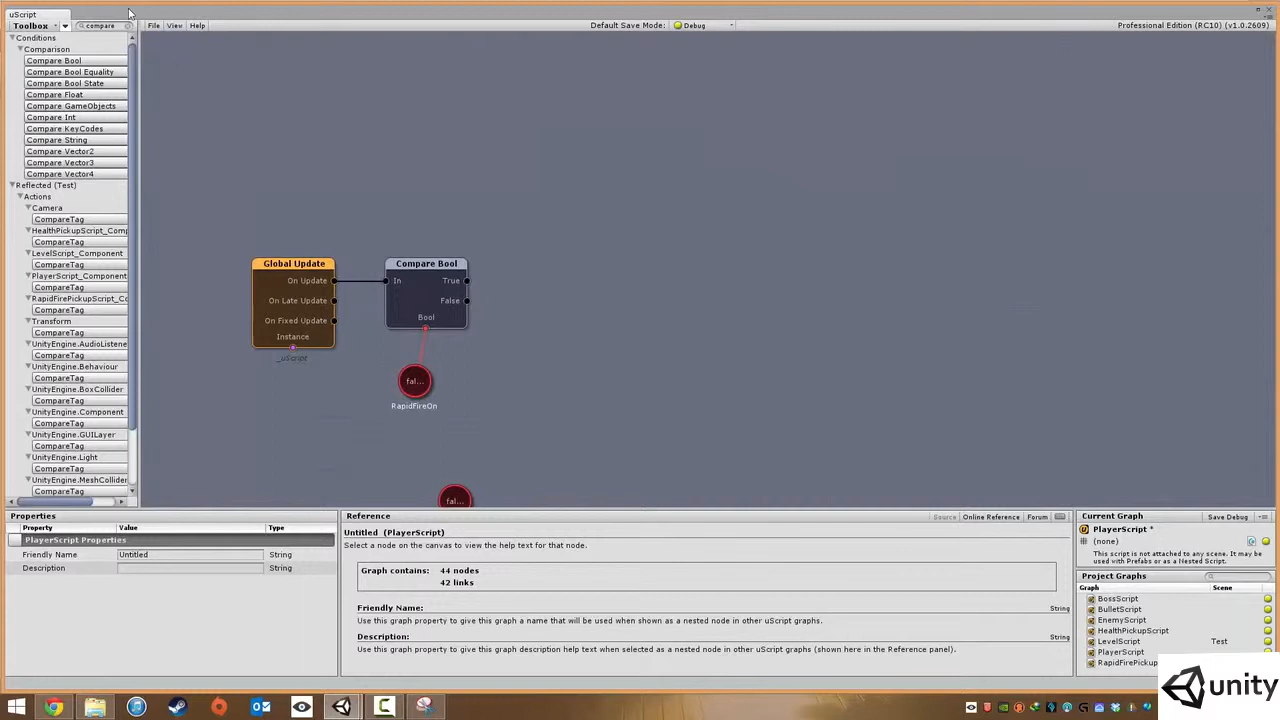 uScript
Toolbox
compare
File View Help
Default Save Mode: Debug
Professional Edition (RC10) (v1.0.2609)
Conditions
Comparison
Compare Bool
Compare Bool Equality
Compare Bool State
Compare Float
Compare GameObjects
Compare Int
Compare KeyCodes
Compare String
Compare Vector2
Compare Vector3
Compare Vector4
Reflected (Test)
Actions
Camera
CompareTag
HealthPickupScript_Comp
CompareTag
LevelScript_Component
CompareTag
PlayerScript_Component
CompareTag
RapidFirePickupScript_Co
CompareTag
Transform
CompareTag
UnityEngine.AudioListene
CompareTag
UnityEngine.Behaviour
CompareTag
UnityEngine.BoxCollider
CompareTag
UnityEngine.Component
CompareTag
UnityEngine.GUILayer
CompareTag
UnityEngine.Light
CompareTag
UnityEngine.MeshCollider
CompareTag
Global Update
On Update
On Late Update
On Fixed Update
Instance
_uScript
Compare Bool
In True
False
Bool
fal...
RapidFireOn
fal...
Properties
Property Value Type
PlayerScript Properties
Friendly Name Untitled String
Description String
Reference
Source Online Reference Forum
Untitled (PlayerScript)
Select a node on the canvas to view the help text for that node.
Graph contains: 44 nodes
42 links
Friendly Name: String
Use this graph property to give this graph a name that will be used when shown as a nested node in other uScript graphs.
Description: String
Use this graph property to give this graph description help text when selected as a nested node in other uScript graphs (shown here in the Reference panel).
Current Graph Save Debug
PlayerScript *
(none)
This script is not attached to any scene. It may be
used with Prefabs or as a Nested Script.
Project Graphs
Graph Scene
BossScript
BulletScript
EnemyScript
HealthPickupScript
LevelScript Test
PlayerScript
RapidFirePickup
unity